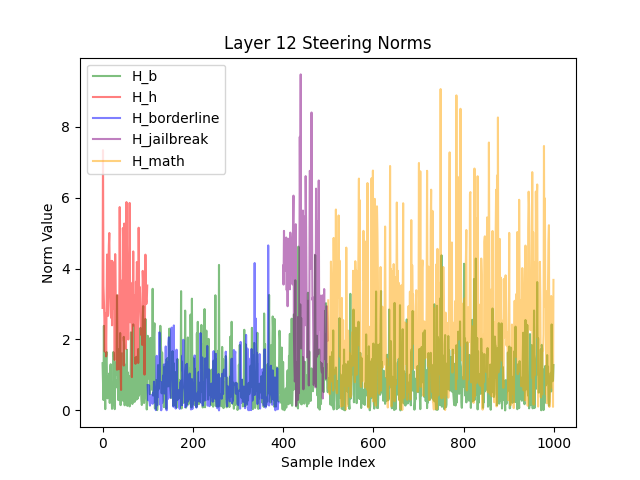 Layer 12 Steering Norms
H_b
H_h
H_borderline
H_jailbreak
H_math
8
6
4
2
0
Norm Value
0
200
400
600
800
1000
Sample Index